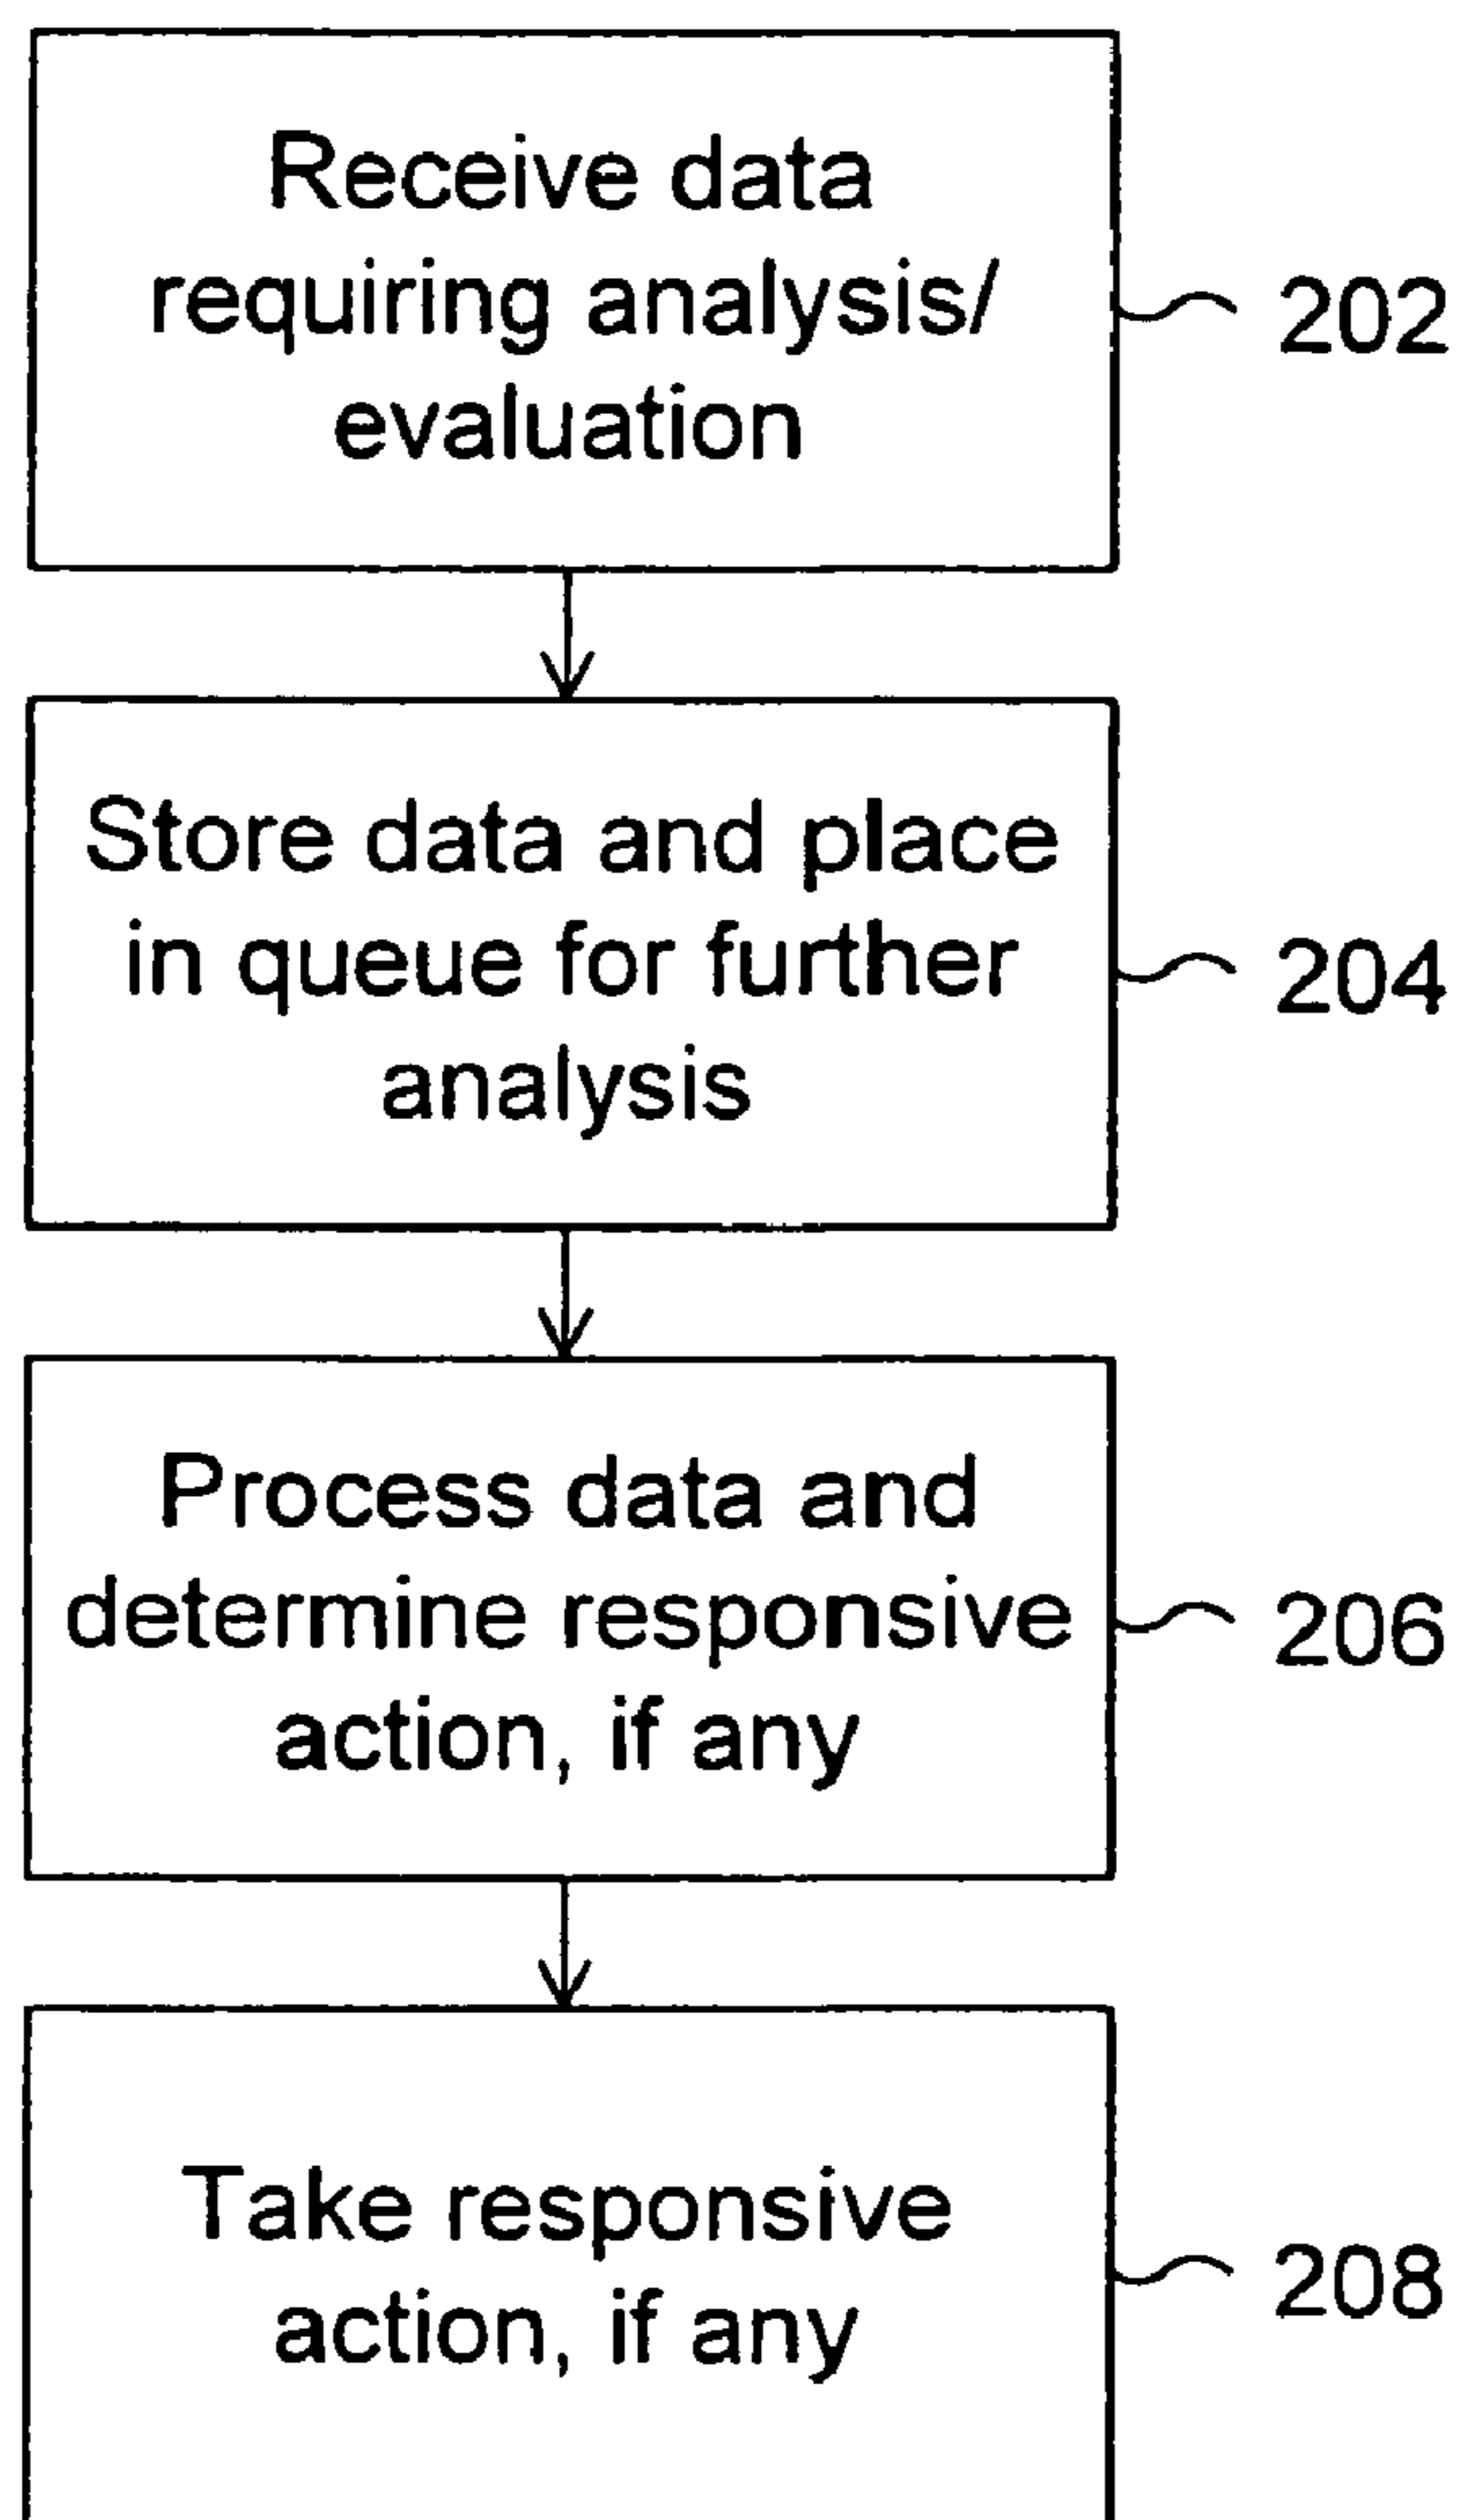 Receive data
requiring analysis/
evaluation
202
Store data and place
in queue for further
analysis
204
Process data and
determine responsive
action, if any
206
Take responsive
action, if any
208